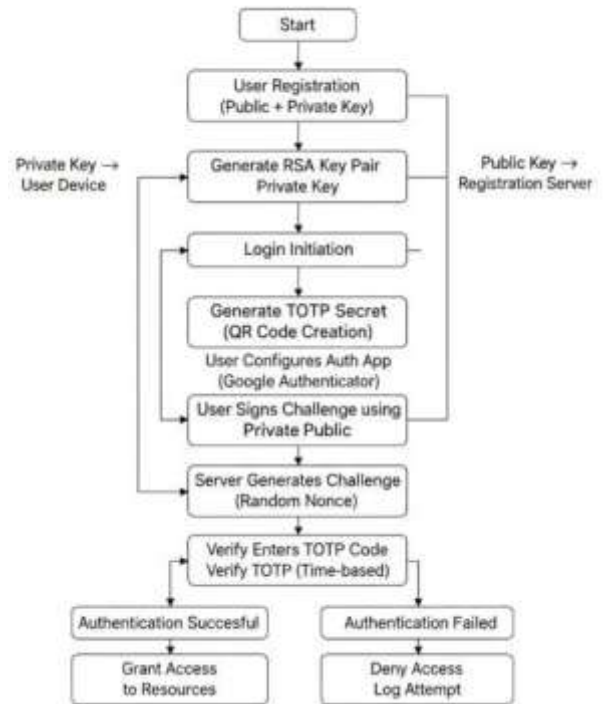 Start
User Registration
(Public + Private Key)
Private Key →
User Device
Generate RSA Key Pair
Private Key
Public Key →
Registration Server
Login Initiation
Generate TOTP Secret
(QR Code Creation)
User Configures Auth App
(Google Authenticator)
User Signs Challenge using
Private Public
Server Generates Challenge
(Random Nonce)
Verify Enters TOTP Code
Verify TOTP (Time-based)
Authentication Succesful
Authentication Failed
Grant Access
to Resources
Deny Access
Log Attempt